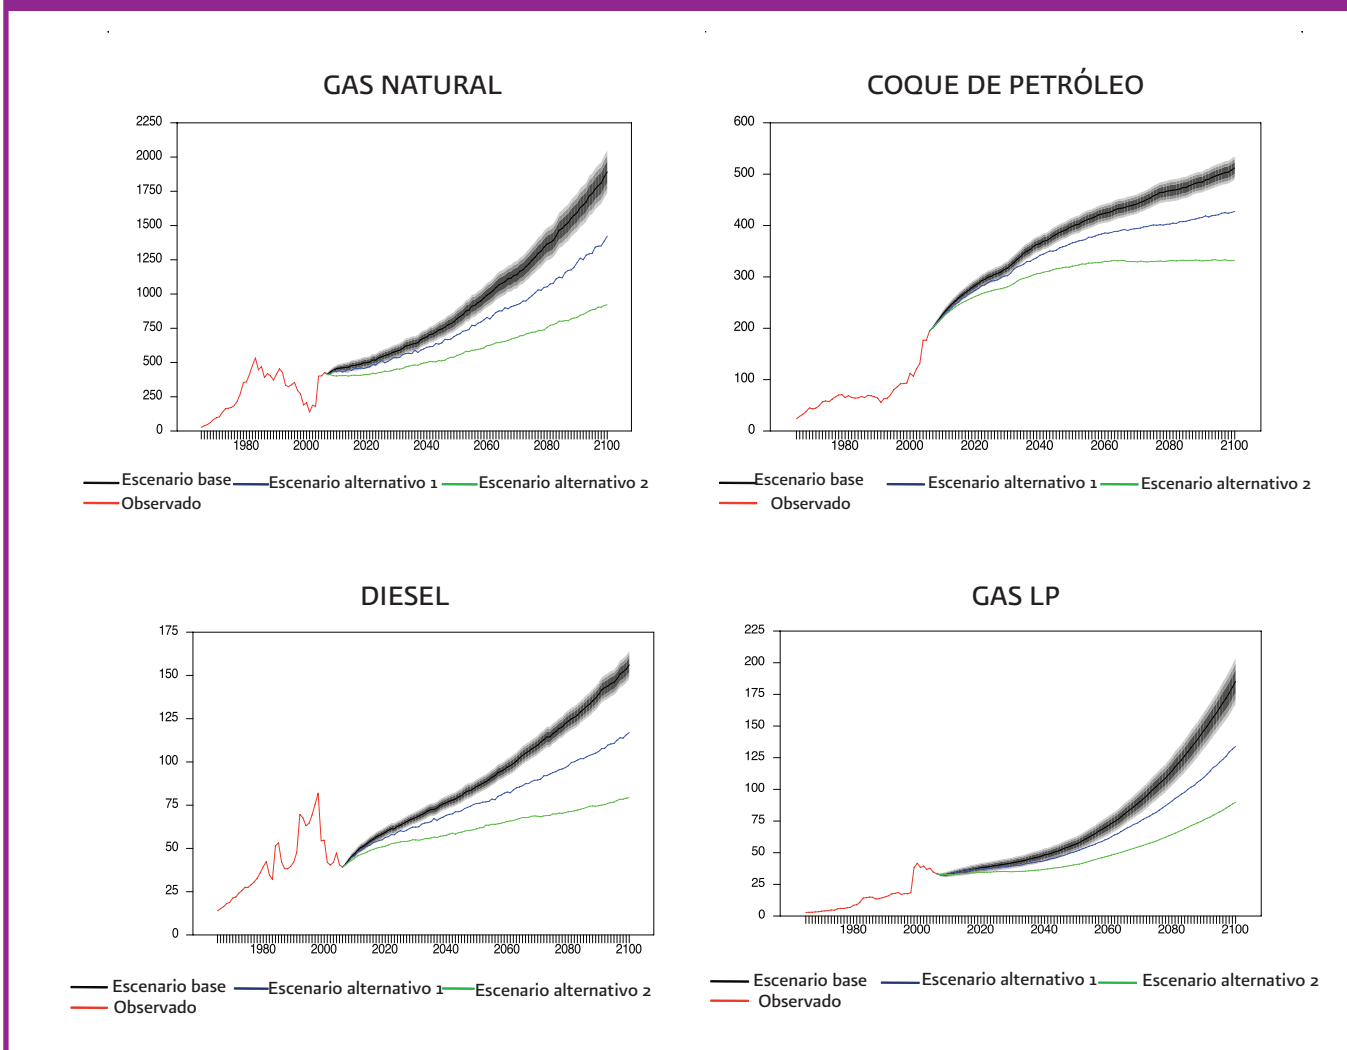 GAS NATURAL
2250
2000
1750
1500
1250
1000
750
500
250
0
1980 2000 2020 2040 2060 2080 2100
Escenario base Escenario alternativo 1 Escenario alternativo 2
Observado
COQUE DE PETRÓLEO
600
500
400
300
200
100
0
1980 2000 2020 2040 2060 2080 2100
Escenario base Escenario alternativo 1 Escenario alternativo 2
Observado
DIESEL
175
150
125
100
75
50
25
0
1980 2000 2020 2040 2060 2080 2100
Escenario base Escenario alternativo 1 Escenario alternativo 2
Observado
GAS LP
225
200
175
150
125
100
75
50
25
0
1980 2000 2020 2040 2060 2080 2100
Escenario base Escenario alternativo 1 Escenario alternativo 2
Observado